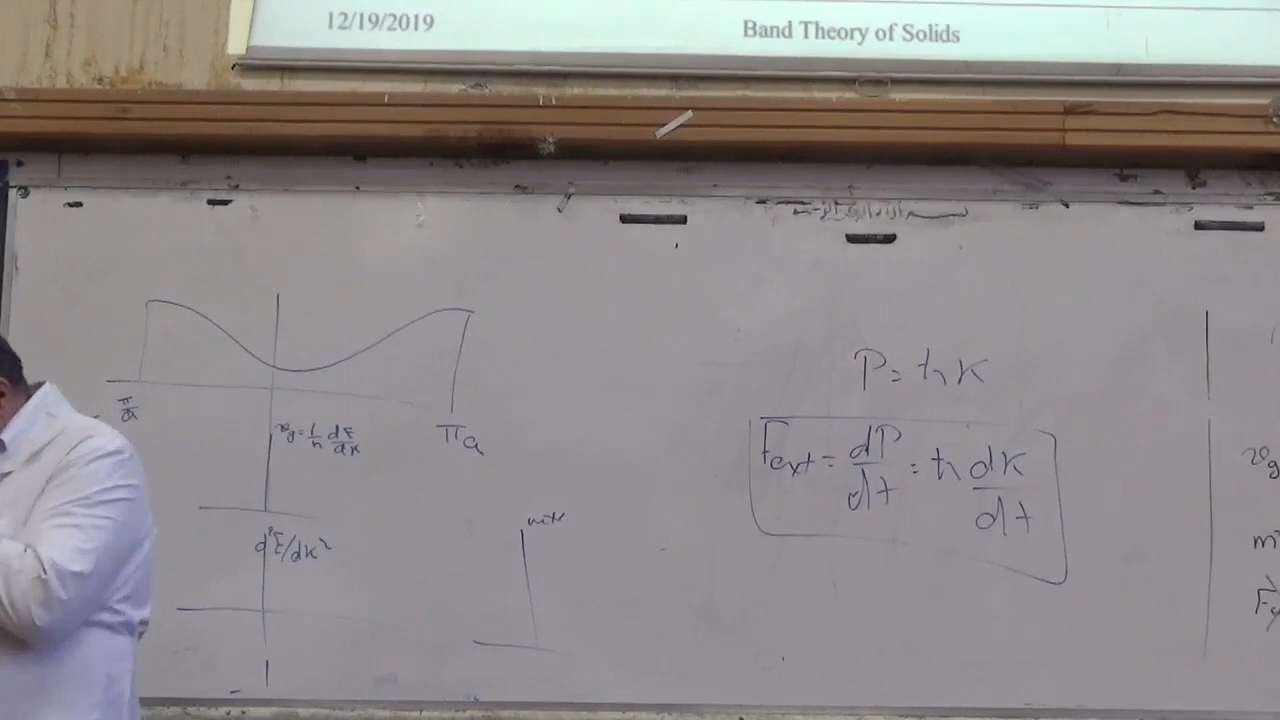 12/19/2019 Band Theory of Solids
P = ħK
F_ext = dP/dt = ħ dK/dt
π/a
π a
v_g = 1/ħ dE/dK
d²E/dK²
m*
v_g
m*